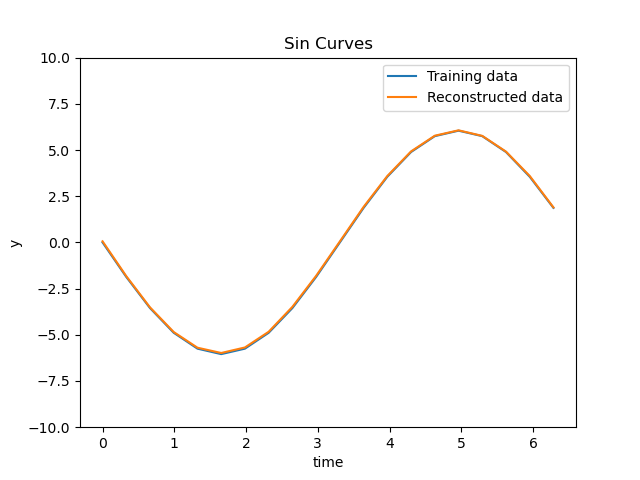 Sin Curves
Training data
Reconstructed data
10.0
7.5
5.0
2.5
0.0
−2.5
−5.0
−7.5
−10.0
y
0 1 2 3 4 5 6
time